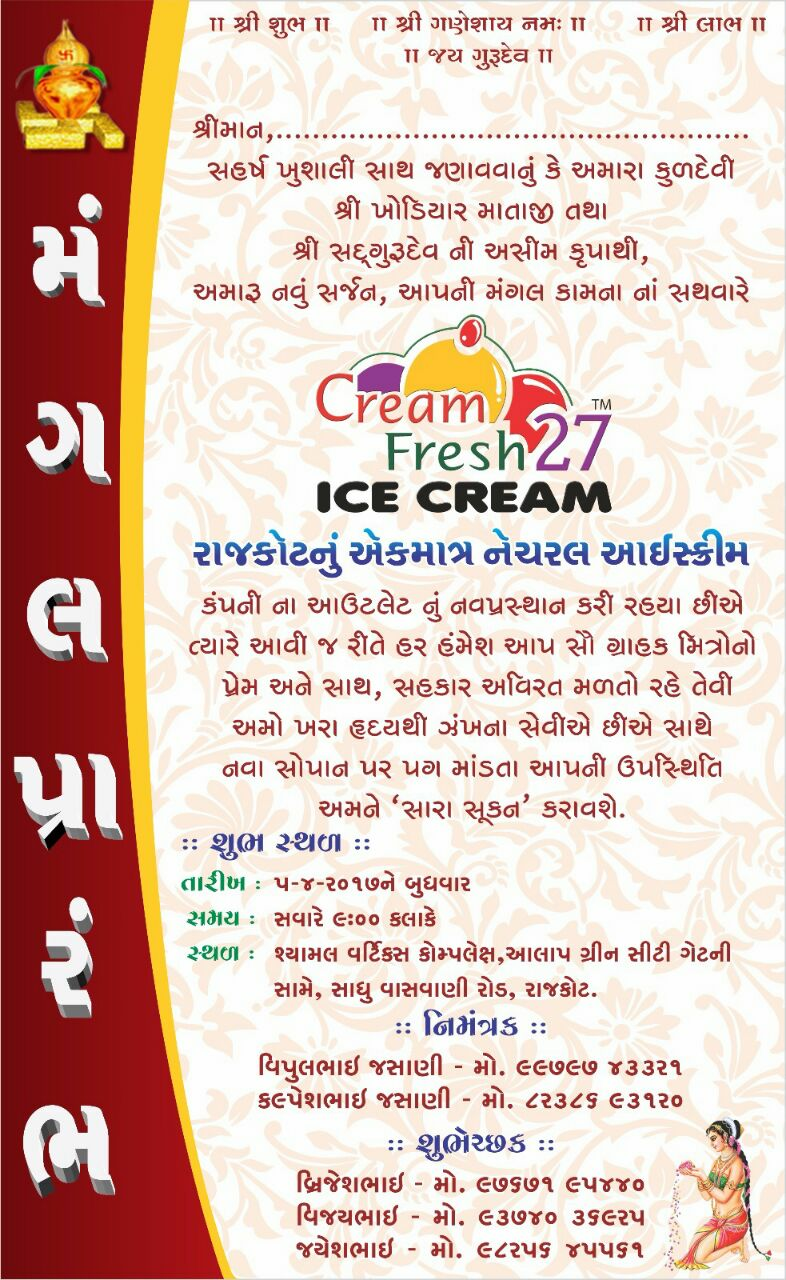 ।। શ્રી શુભ ।। ।। શ્રી ગણેશાય નમઃ ।। ।। શ્રી લાભ ।।
।। જય ગુરૂદેવ ।।
શ્રીમાન,....................................................
સહર્ષ ખુશાલી સાથ જણાવવાનું કે અમારા કુળદેવી
શ્રી ખોડિયાર માતાજી તથા
શ્રી સદ્ગુરૂદેવ ની અસીમ કૃપાથી,
અમારૂ નવું સર્જન, આપની મંગલ કામના નાં સથવારે
Cream
Fresh 27 ™
ICE CREAM
રાજકોટનું એકમાત્ર નેચરલ આઈસ્ક્રીમ
કંપની ના આઉટલેટ નું નવપ્રસ્થાન કરી રહયા છીએ
ત્યારે આવી જ રીતે હર હંમેશ આપ સૌ ગ્રાહક મિત્રોનો
પ્રેમ અને સાથ, સહકાર અવિરત મળતો રહે તેવી
અમો ખરા હૃદયથી ઝંખના સેવીએ છીએ સાથે
નવા સોપાન પર પગ માંડતા આપની ઉપસ્થિતિ
અમને ‘સારા સૂકન’ કરાવશે.
:: શુભ સ્થળ ::
તારીખ : ૫-૪-૨૦૧૭ને બુધવાર
સમય : સવારે ૯:૦૦ કલાકે
સ્થળ : શ્યામલ વર્ટિકસ કોમ્પલેક્ષ,આલાપ ગ્રીન સીટી ગેટની
સામે, સાધુ વાસવાણી રોડ, રાજકોટ.
:: નિમંત્રક ::
વિપુલભાઇ જસાણી - મો. ૯૯૭૯૭ ૪૩૩૨૧
કલ્પેશભાઇ જસાણી - મો. ૮૨૩૮૬ ૯૩૧૨૦
:: શુભેચ્છક ::
બ્રિજેશભાઇ - મો. ૯૭૬૭૧ ૯૫૪૪૦
વિજયભાઇ - મો. ૯૩૭૪૦ ૩૬૯૨૫
જયેશભાઇ - મો. ૯૮૨૫૬ ૪૫૫૬૧
મંગલ પ્રારંભ